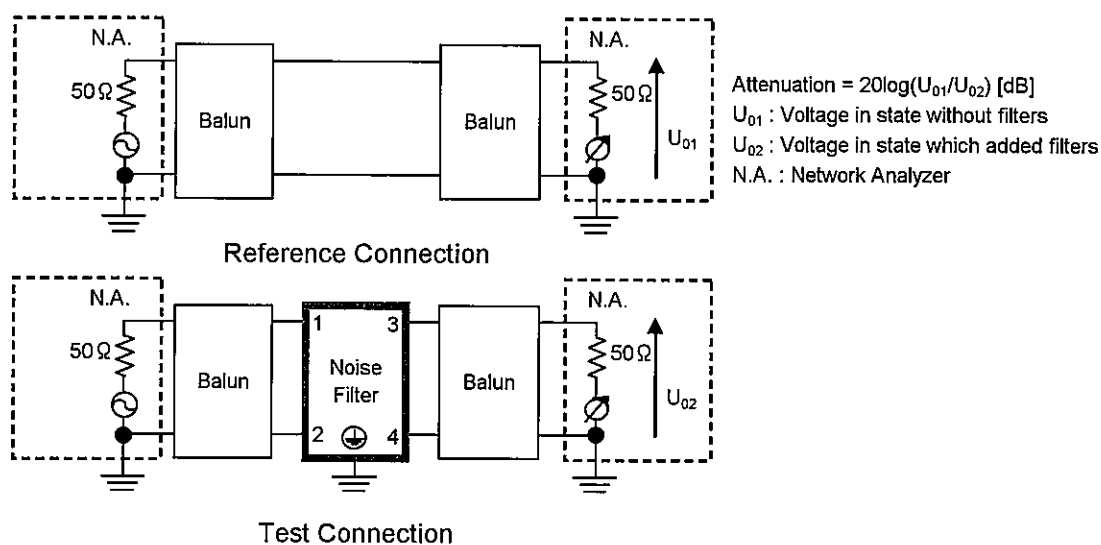 N.A.
50Ω
Balun
Balun
N.A.
50Ω
U01
Attenuation = 20log(U01/U02) [dB]
U01 : Voltage in state without filters
U02 : Voltage in state which added filters
N.A. : Network Analyzer
Reference Connection
N.A.
50Ω
Balun
1 3
Noise
Filter
2 4
Balun
N.A.
50Ω
U02
Test Connection